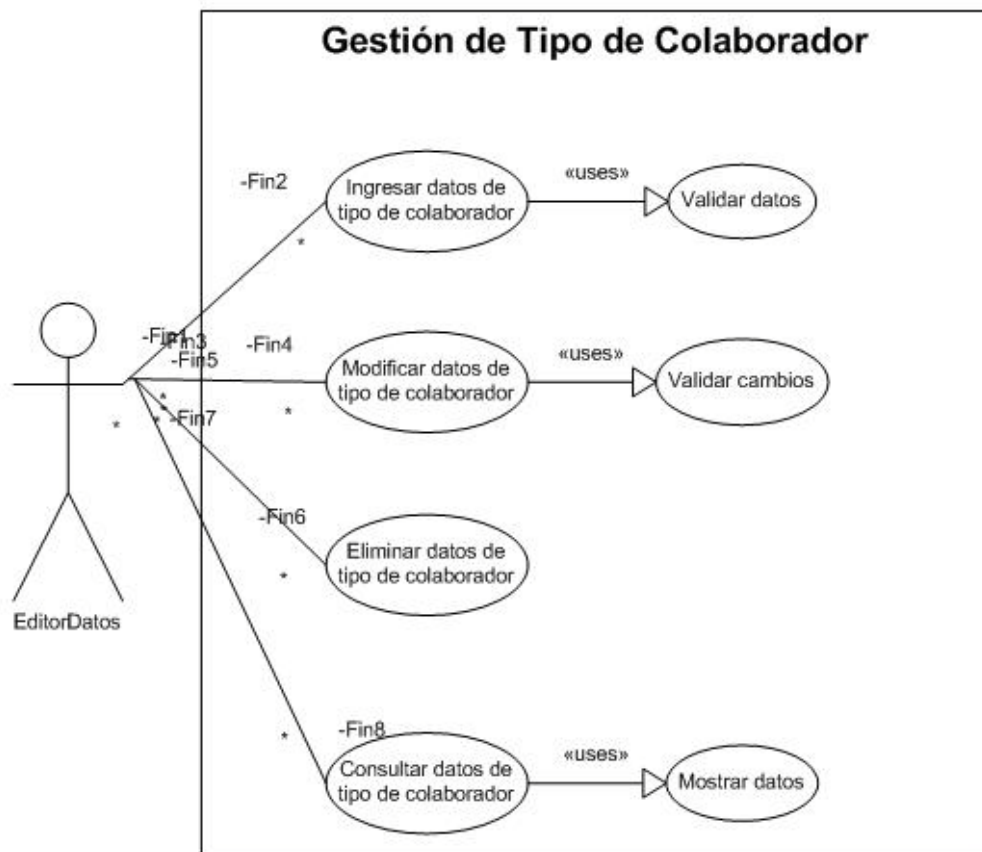 Gestión de Tipo de Colaborador
-Fin2
Ingresar datos de
tipo de colaborador
«uses»
Validar datos
*
-Fin1
-Fin3
-Fin5
-Fin4
Modificar datos de
tipo de colaborador
«uses»
Validar cambios
*
*
*
*
*
-Fin7
-Fin6
Eliminar datos de
tipo de colaborador
*
EditorDatos
-Fin8
*
Consultar datos de
tipo de colaborador
«uses»
Mostrar datos